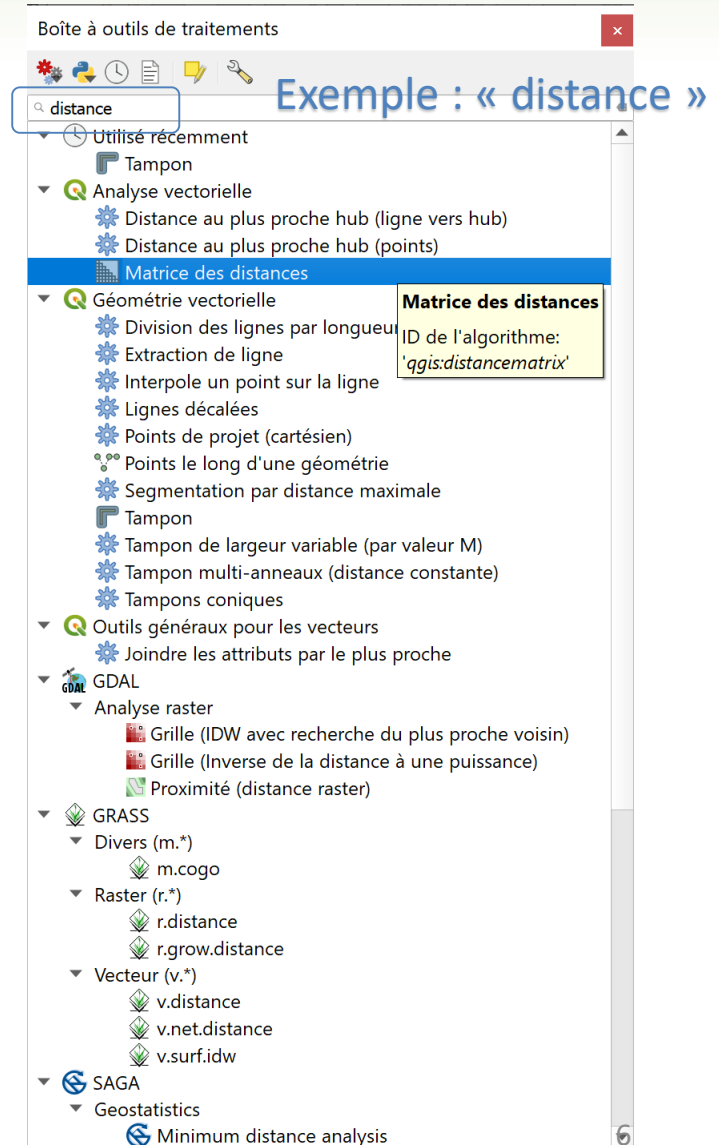 Boîte à outils de traitements
distance
Exemple : « distance »
Utilisé récemment
Tampon
Analyse vectorielle
Distance au plus proche hub (ligne vers hub)
Distance au plus proche hub (points)
Matrice des distances
Géométrie vectorielle
Matrice des distances
Division des lignes par longueur
ID de l'algorithme:
Extraction de ligne
'qgis:distancematrix'
Interpole un point sur la ligne
Lignes décalées
Points de projet (cartésien)
Points le long d'une géométrie
Segmentation par distance maximale
Tampon
Tampon de largeur variable (par valeur M)
Tampon multi-anneaux (distance constante)
Tampons coniques
Outils généraux pour les vecteurs
Joindre les attributs par le plus proche
GDAL
GDAL
Analyse raster
Grille (IDW avec recherche du plus proche voisin)
Grille (Inverse de la distance à une puissance)
Proximité (distance raster)
GRASS
Divers (m.*)
m.cogo
Raster (r.*)
r.distance
r.grow.distance
Vecteur (v.*)
v.distance
v.net.distance
v.surf.idw
SAGA
Geostatistics
Minimum distance analysis
6